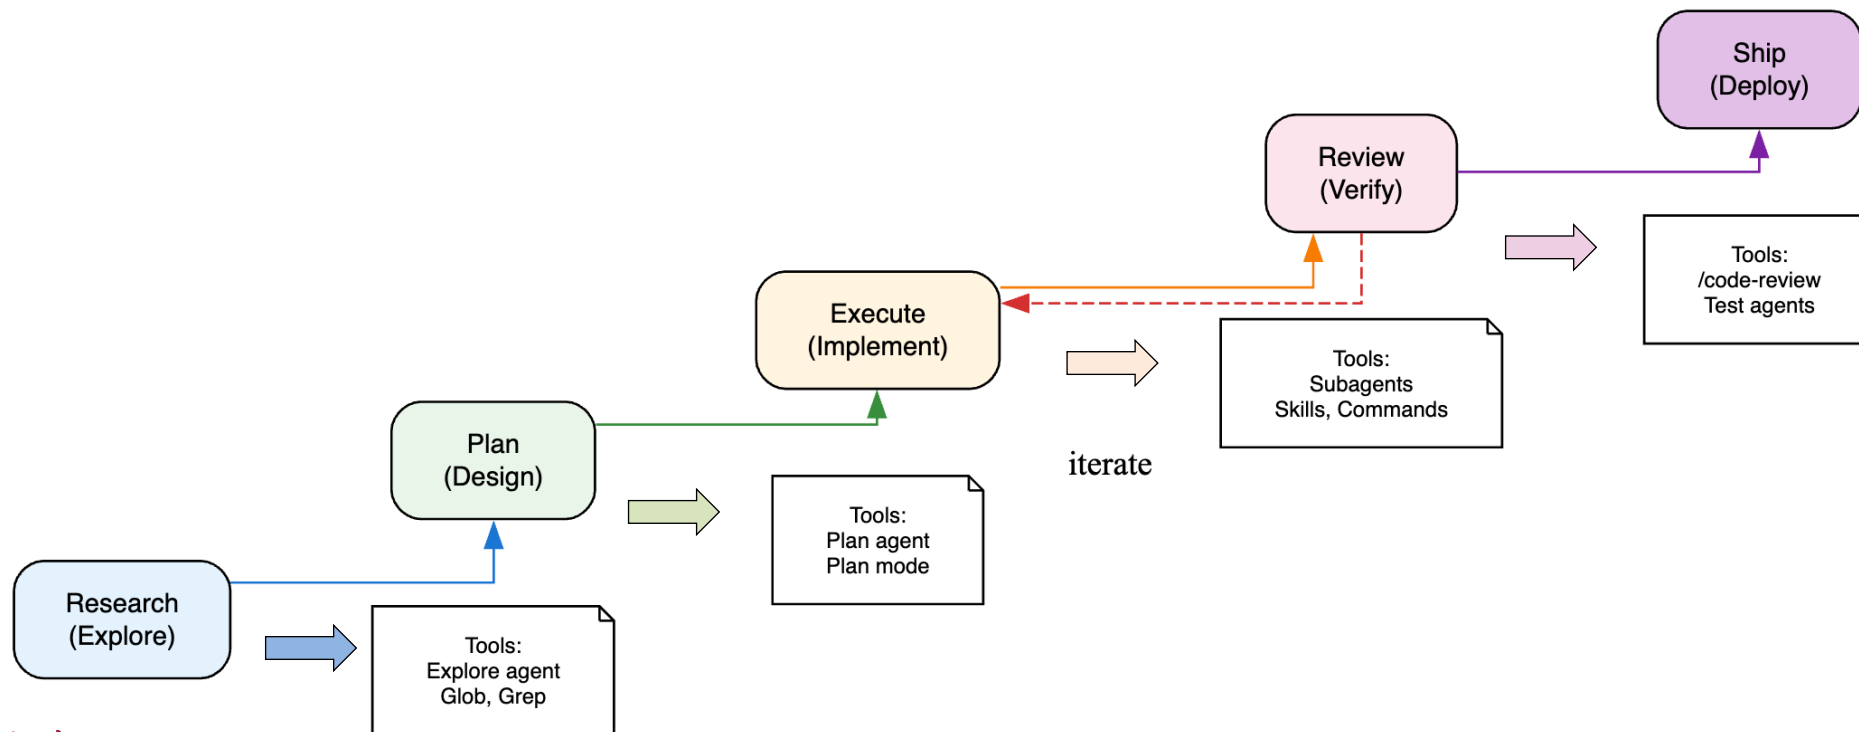 Ship
(Deploy)
Review
(Verify)
Tools:
/code-review
Test agents
Execute
(Implement)
Tools:
Subagents
Skills, Commands
iterate
Plan
(Design)
Tools:
Plan agent
Plan mode
Research
(Explore)
Tools:
Explore agent
Glob, Grep